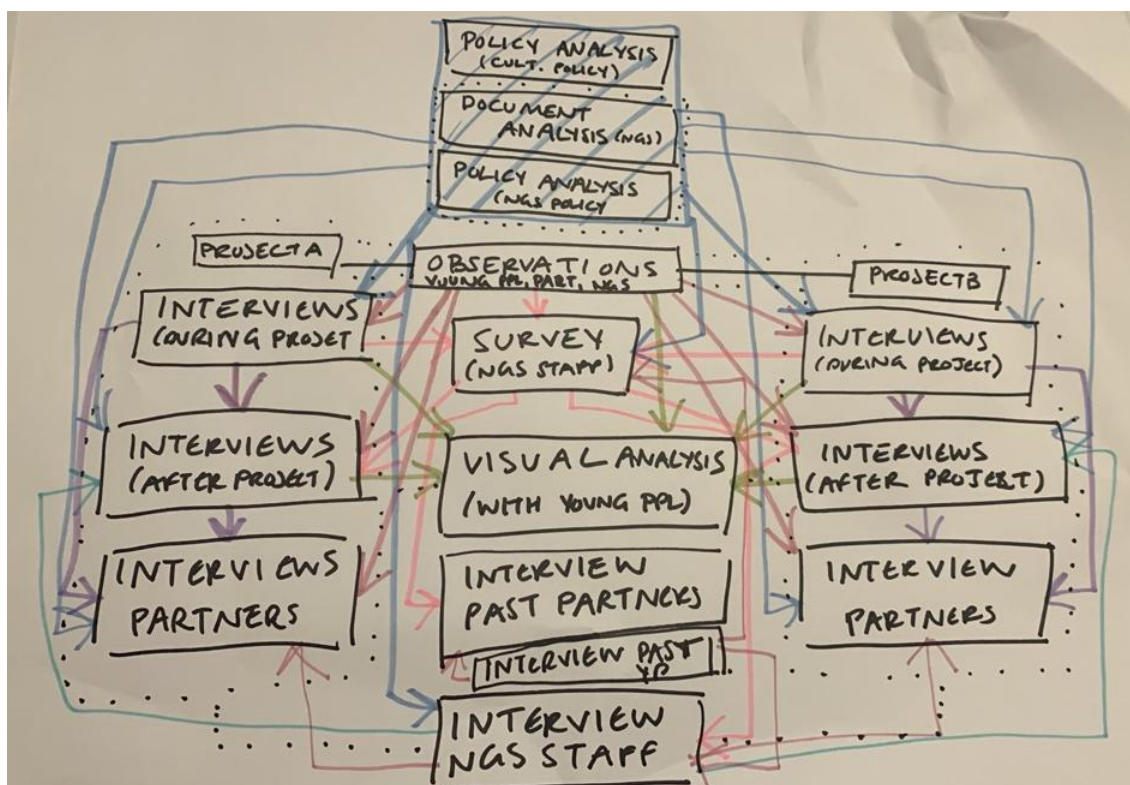 POLICY ANALYSIS
(CULT. POLICY)
DOCUMENT
ANALYSIS (NGS)
POLICY ANALYSIS
(NGS POLICY
PROJECT A
OBSERVATIONS
YOUNG PPL, PART, NGS
PROJECT B
INTERVIEWS
(DURING PROJET
SURVEY
(NGS STAFF)
INTERVIEWS
(DURING PROJECT)
INTERVIEWS
(AFTER PROJECT)
VISUAL ANALYSIS
(WITH YOUNG PPL)
INTERVIEWS
(AFTER PROJECT)
INTERVIEWS
PARTNERS
INTERVIEW
PAST PARTNERS
INTERVIEW
PARTNERS
INTERVIEW PAST
YP
INTERVIEW
NGS STAFF